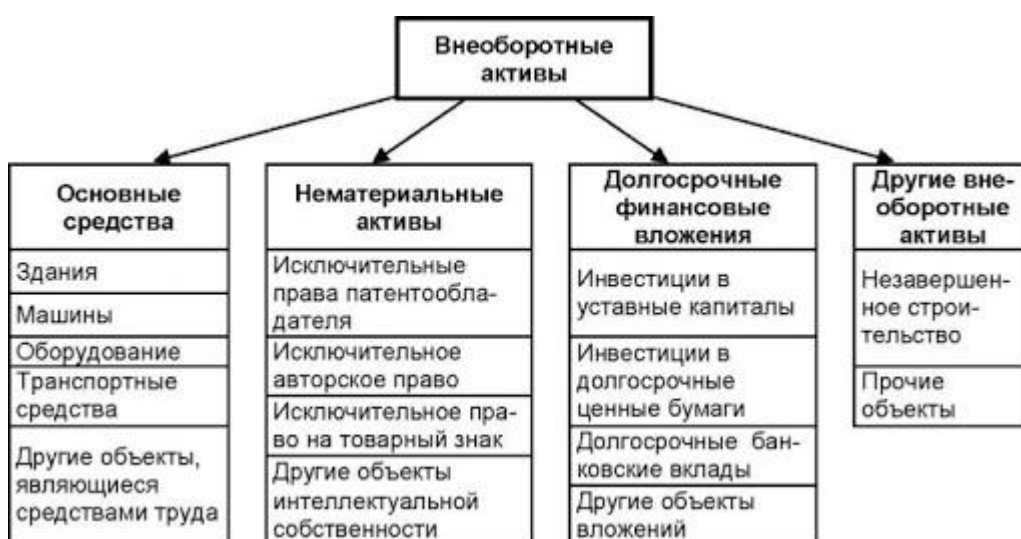 Внеоборотные
активы
Основные
средства
Здания
Машины
Оборудование
Транспортные
средства
Другие объекты,
являющиеся
средствами труда
Нематериальные
активы
Исключительные
права патентообла-
дателя
Исключительное
авторское право
Исключительное пра-
во на товарный знак
Другие объекты
интеллектуальной
собственности
Долгосрочные
финансовые
вложения
Инвестиции в
уставные капиталы
Инвестиции в
долгосрочные
ценные бумаги
Долгосрочные бан-
ковские вклады
Другие объекты
вложений
Другие вне-
оборотные
активы
Незавершен-
ное строи-
тельство
Прочие
объекты